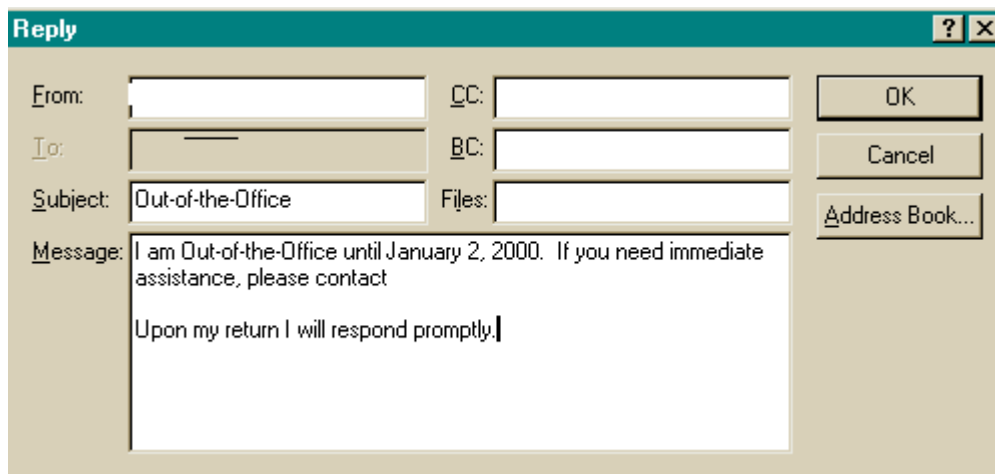 Reply
From: CC: OK
To: BC: Cancel
Subject: Out-of-the-Office Files: Address Book...
Message: I am Out-of-the-Office until January 2, 2000.  If you need immediate
assistance, please contact
Upon my return I will respond promptly.